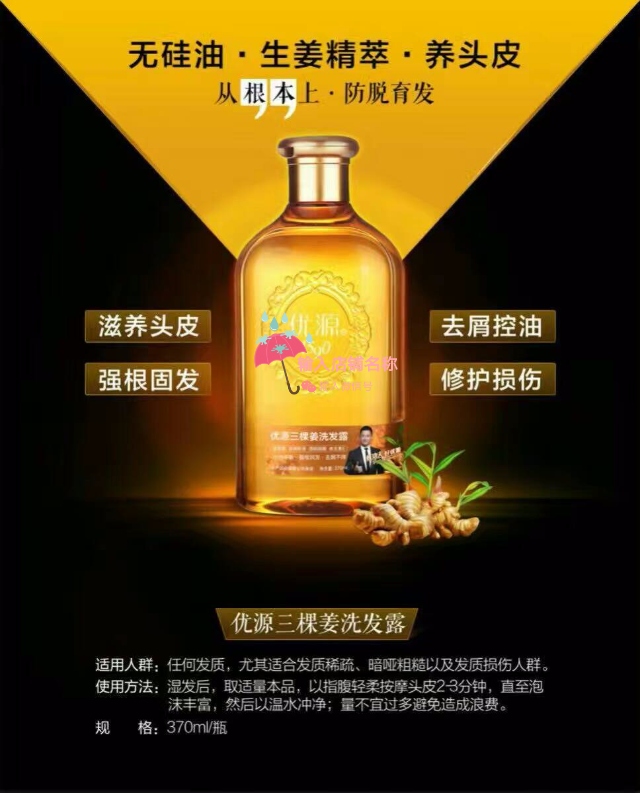 无硅油·生姜精萃·养头皮
从根本上·防脱育发
优源
滋养头皮
去屑控油
强根固发
修护损伤
优源三棵姜洗发露
优源三棵姜洗发露
适用人群：任何发质，尤其适合发质稀疏、暗哑粗糙以及发质损伤人群。
使用方法：湿发后，取适量本品，以指腹轻柔按摩头皮2-3分钟，直至泡
沫丰富，然后以温水冲净；量不宜过多避免造成浪费。
规 格：370ml/瓶